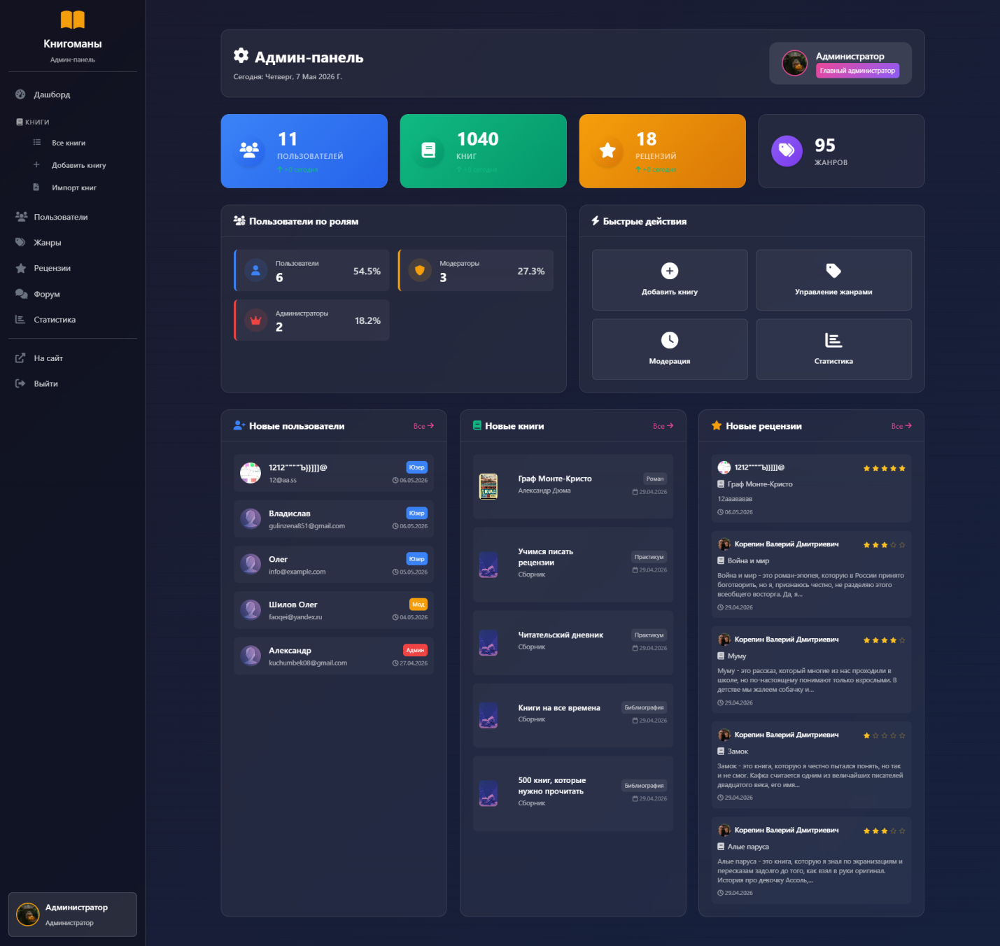 Книгоманы
Админ-панель
Дашборд
КНИГИ
Все книги
Добавить книгу
Импорт книг
Пользователи
Жанры
Рецензии
Форум
Статистика
На сайт
Выйти
Администратор
Администратор
Админ-панель
Сегодня: Четверг, 7 Мая 2026 Г.
Администратор
Главный администратор
11
ПОЛЬЗОВАТЕЛЕЙ
+0 сегодня
1040
КНИГ
+0 сегодня
18
РЕЦЕНЗИЙ
+0 сегодня
95
ЖАНРОВ
Пользователи по ролям
Пользователи
6
54.5%
Модераторы
3
27.3%
Администраторы
2
18.2%
Быстрые действия
Добавить книгу
Управление жанрами
Модерация
Статистика
Новые пользователи
Все
1212""""Ъ}}]]]@
Юзер
12@aa.ss
06.05.2026
Владислав
Юзер
gulinzena851@gmail.com
06.05.2026
Олег
Юзер
info@example.com
05.05.2026
Шилов Олег
Мод
faoqei@yandex.ru
04.05.2026
Александр
Админ
kuchumbek08@gmail.com
27.04.2026
Новые книги
Все
Граф Монте-Кристо
Роман
Александр Дюма
29.04.2026
ДЮМА
Учимся писать
рецензии
Практикум
Сборник
29.04.2026
Читательский дневник
Практикум
Сборник
29.04.2026
Книги на все времена
Библиография
Сборник
29.04.2026
500 книг, которые
нужно прочитать
Библиография
Сборник
29.04.2026
Новые рецензии
Все
1212""""Ъ}}]]]@
Граф Монте-Кристо
12ааававав
06.05.2026
Корепин Валерий Дмитриевич
Война и мир
Война и мир - это роман-эпопея, которую в России принято
боготворить, но я, признаюсь честно, не разделяю этого
всеобщего восторга. Да, я...
29.04.2026
Корепин Валерий Дмитриевич
Муму
Муму - это рассказ, который многие из нас проходили в
школе, но по-настоящему понимают только взрослыми. В
детстве мы жалеем собачку и...
29.04.2026
Корепин Валерий Дмитриевич
Замок
Замок - это книга, которую я честно пытался понять, но так
и не смог. Кафка считается одним из величайших писателей
двадцатого века, его имя...
29.04.2026
Корепин Валерий Дмитриевич
Алые паруса
Алые паруса - это книга, которую я знал по экранизациям и
пересказам задолго до того, как взял в руки оригинал.
История про девочку Ассоль,...
29.04.2026